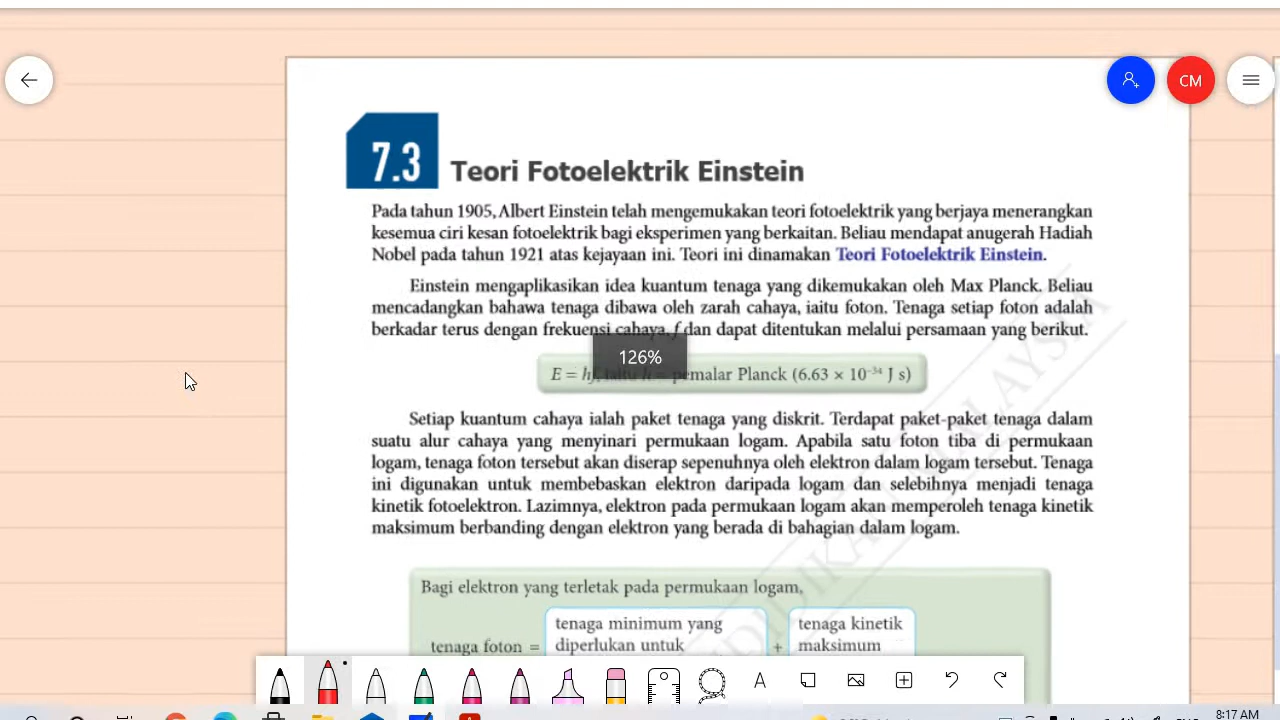 CM
7.3
Teori Fotoelektrik Einstein
Pada tahun 1905, Albert Einstein telah mengemukakan teori fotoelektrik yang berjaya menerangkan
kesemua ciri kesan fotoelektrik bagi eksperimen yang berkaitan. Beliau mendapat anugerah Hadiah
Nobel pada tahun 1921 atas kejayaan ini. Teori ini dinamakan Teori Fotoelektrik Einstein.
Einstein mengaplikasikan idea kuantum tenaga yang dikemukakan oleh Max Planck. Beliau
mencadangkan bahawa tenaga dibawa oleh zarah cahaya, iaitu foton. Tenaga setiap foton adalah
berkadar terus dengan frekuensi cahaya, f dan dapat ditentukan melalui persamaan yang berikut.
126%
E = hf, iaitu h = pemalar Planck (6.63 × 10⁻³⁴ J s)
Setiap kuantum cahaya ialah paket tenaga yang diskrit. Terdapat paket-paket tenaga dalam
suatu alur cahaya yang menyinari permukaan logam. Apabila satu foton tiba di permukaan
logam, tenaga foton tersebut akan diserap sepenuhnya oleh elektron dalam logam tersebut. Tenaga
ini digunakan untuk membebaskan elektron daripada logam dan selebihnya menjadi tenaga
kinetik fotoelektron. Lazimnya, elektron pada permukaan logam akan memperoleh tenaga kinetik
maksimum berbanding dengan elektron yang berada di bahagian dalam logam.
Bagi elektron yang terletak pada permukaan logam,
tenaga foton = tenaga minimum yang diperlukan untuk + tenaga kinetik maksimum
8:17 AM